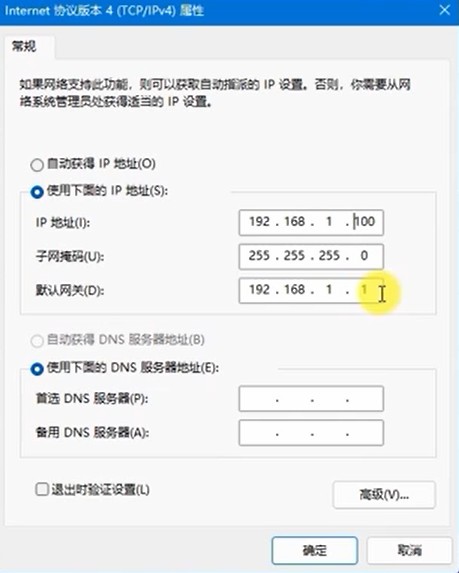 Internet 协议版本 4 (TCP/IPv4) 属性
常规
如果网络支持此功能，则可以获取自动指派的 IP 设置。否则，你需要从网
络系统管理员处获得适当的 IP 设置。
自动获得 IP 地址(O)
使用下面的 IP 地址(S):
IP 地址(I): 192 . 168 . 1 . 100
子网掩码(U): 255 . 255 . 255 . 0
默认网关(D): 192 . 168 . 1 . 1
自动获得 DNS 服务器地址(B)
使用下面的 DNS 服务器地址(E):
首选 DNS 服务器(P): . . .
备用 DNS 服务器(A): . . .
退出时验证设置(L)
高级(V)...
确定 取消